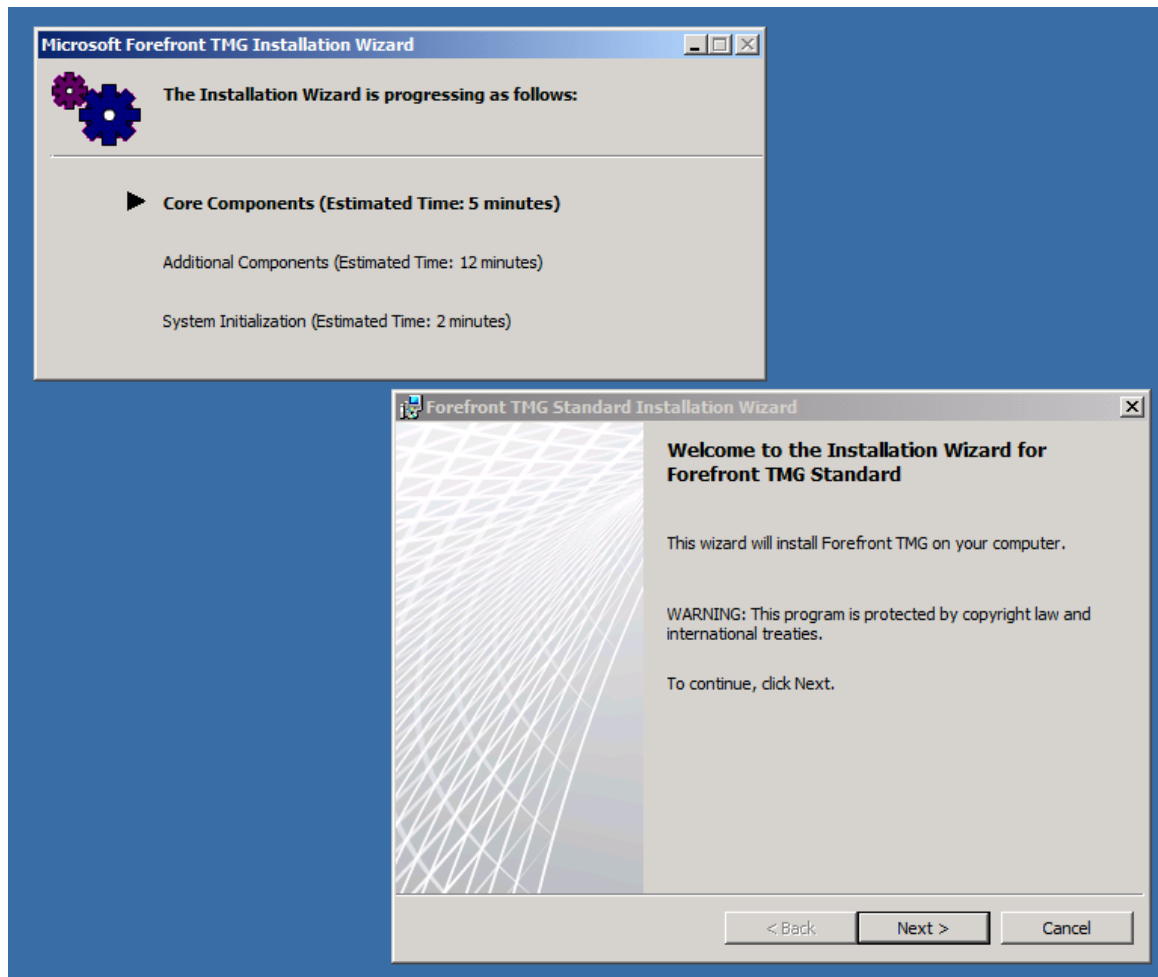 Microsoft Forefront TMG Installation Wizard
The Installation Wizard is progressing as follows:
Core Components (Estimated Time: 5 minutes)
Additional Components (Estimated Time: 12 minutes)
System Initialization (Estimated Time: 2 minutes)
Forefront TMG Standard Installation Wizard
Welcome to the Installation Wizard for
Forefront TMG Standard
This wizard will install Forefront TMG on your computer.
WARNING: This program is protected by copyright law and
international treaties.
To continue, click Next.
< Back Next > Cancel